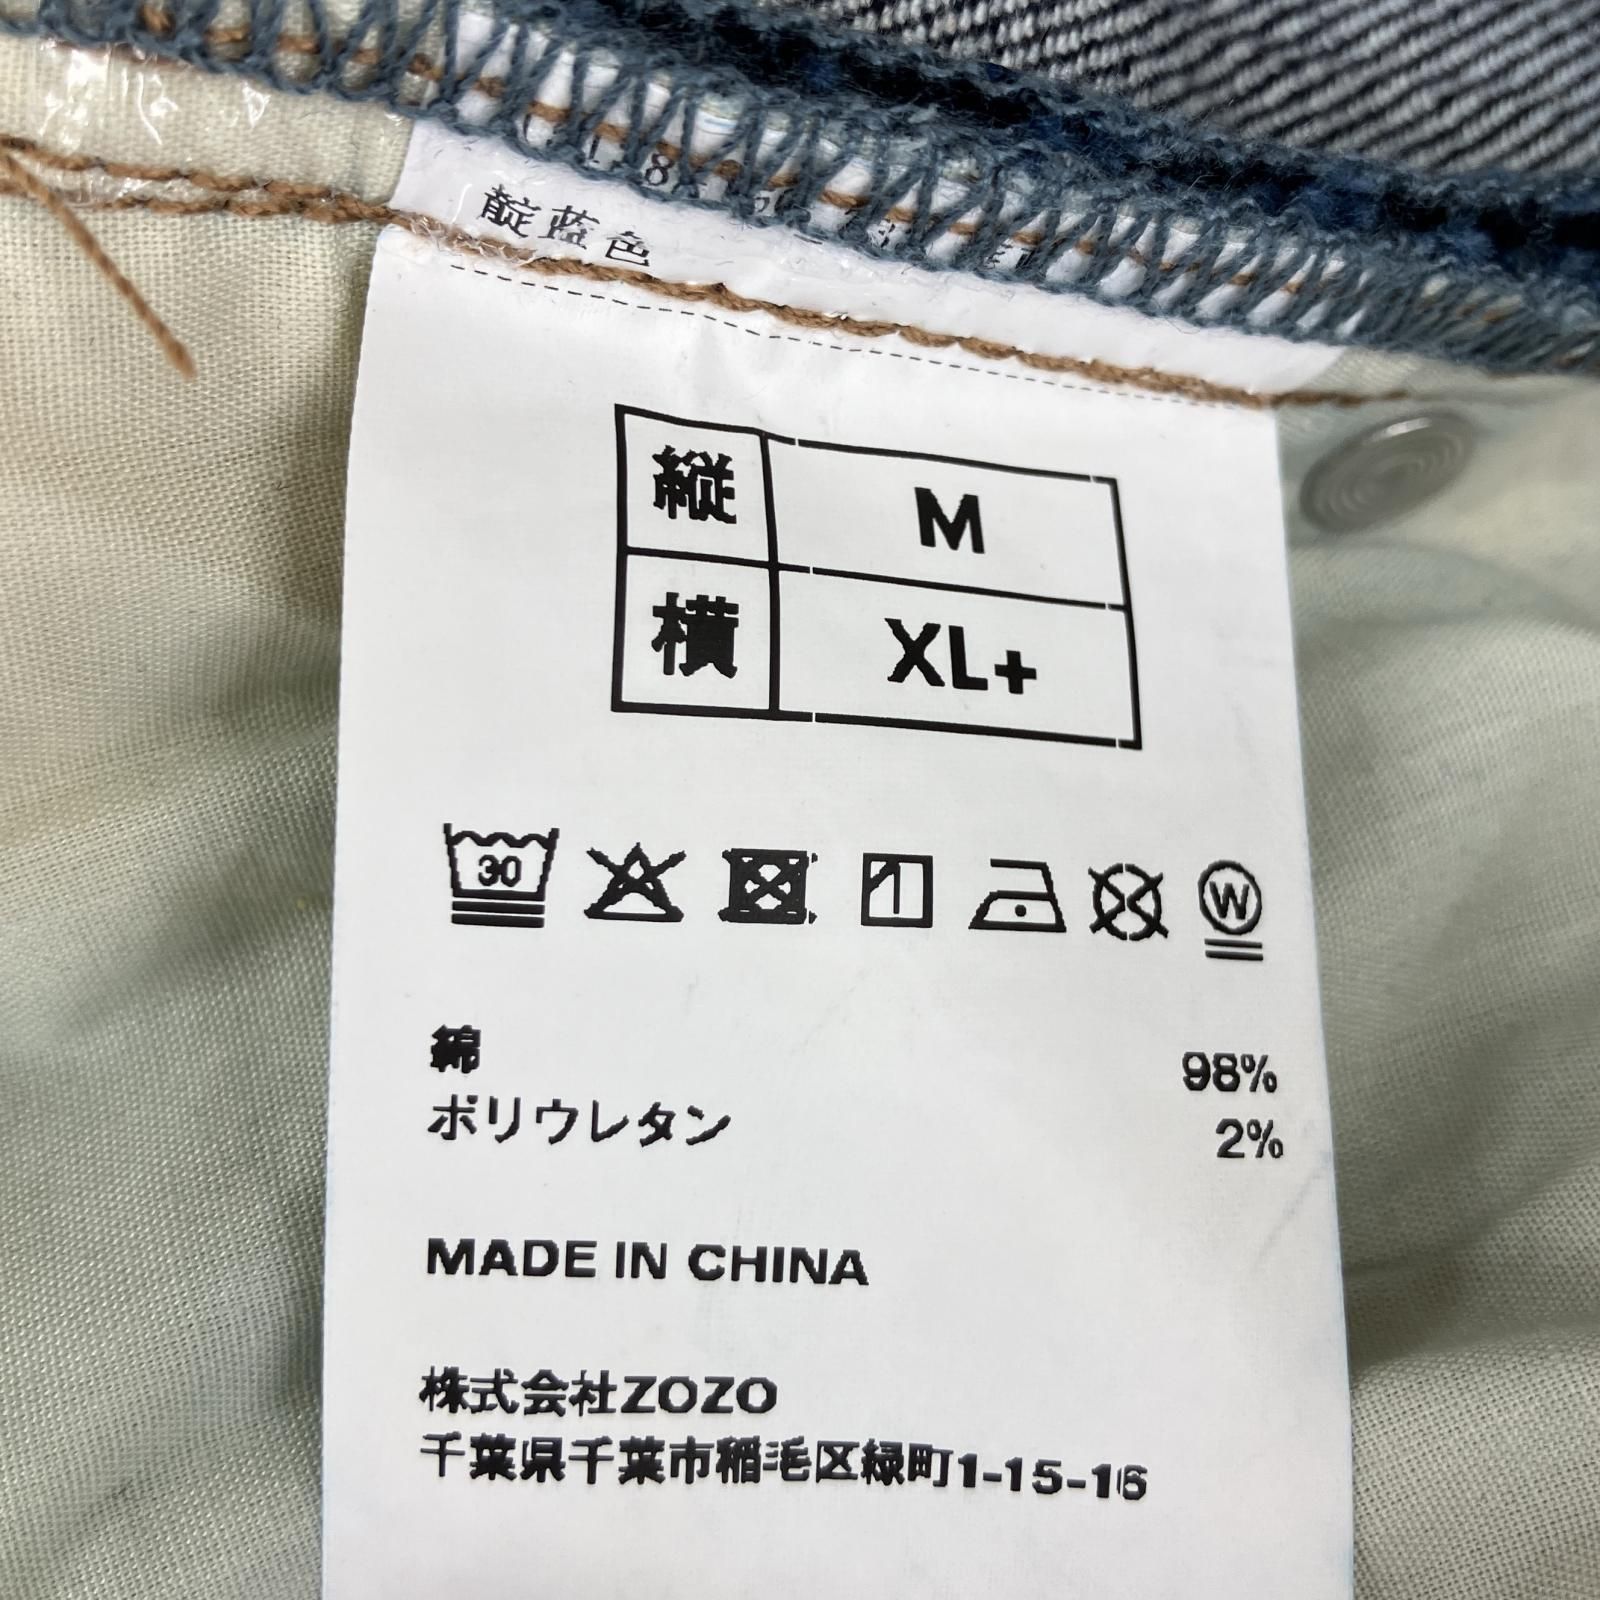 靛蓝色
縦 M
横 XL+
30
W
綿 98%
ポリウレタン 2%
MADE IN CHINA
株式会社ZOZO
千葉県千葉市稲毛区緑町1-15-16